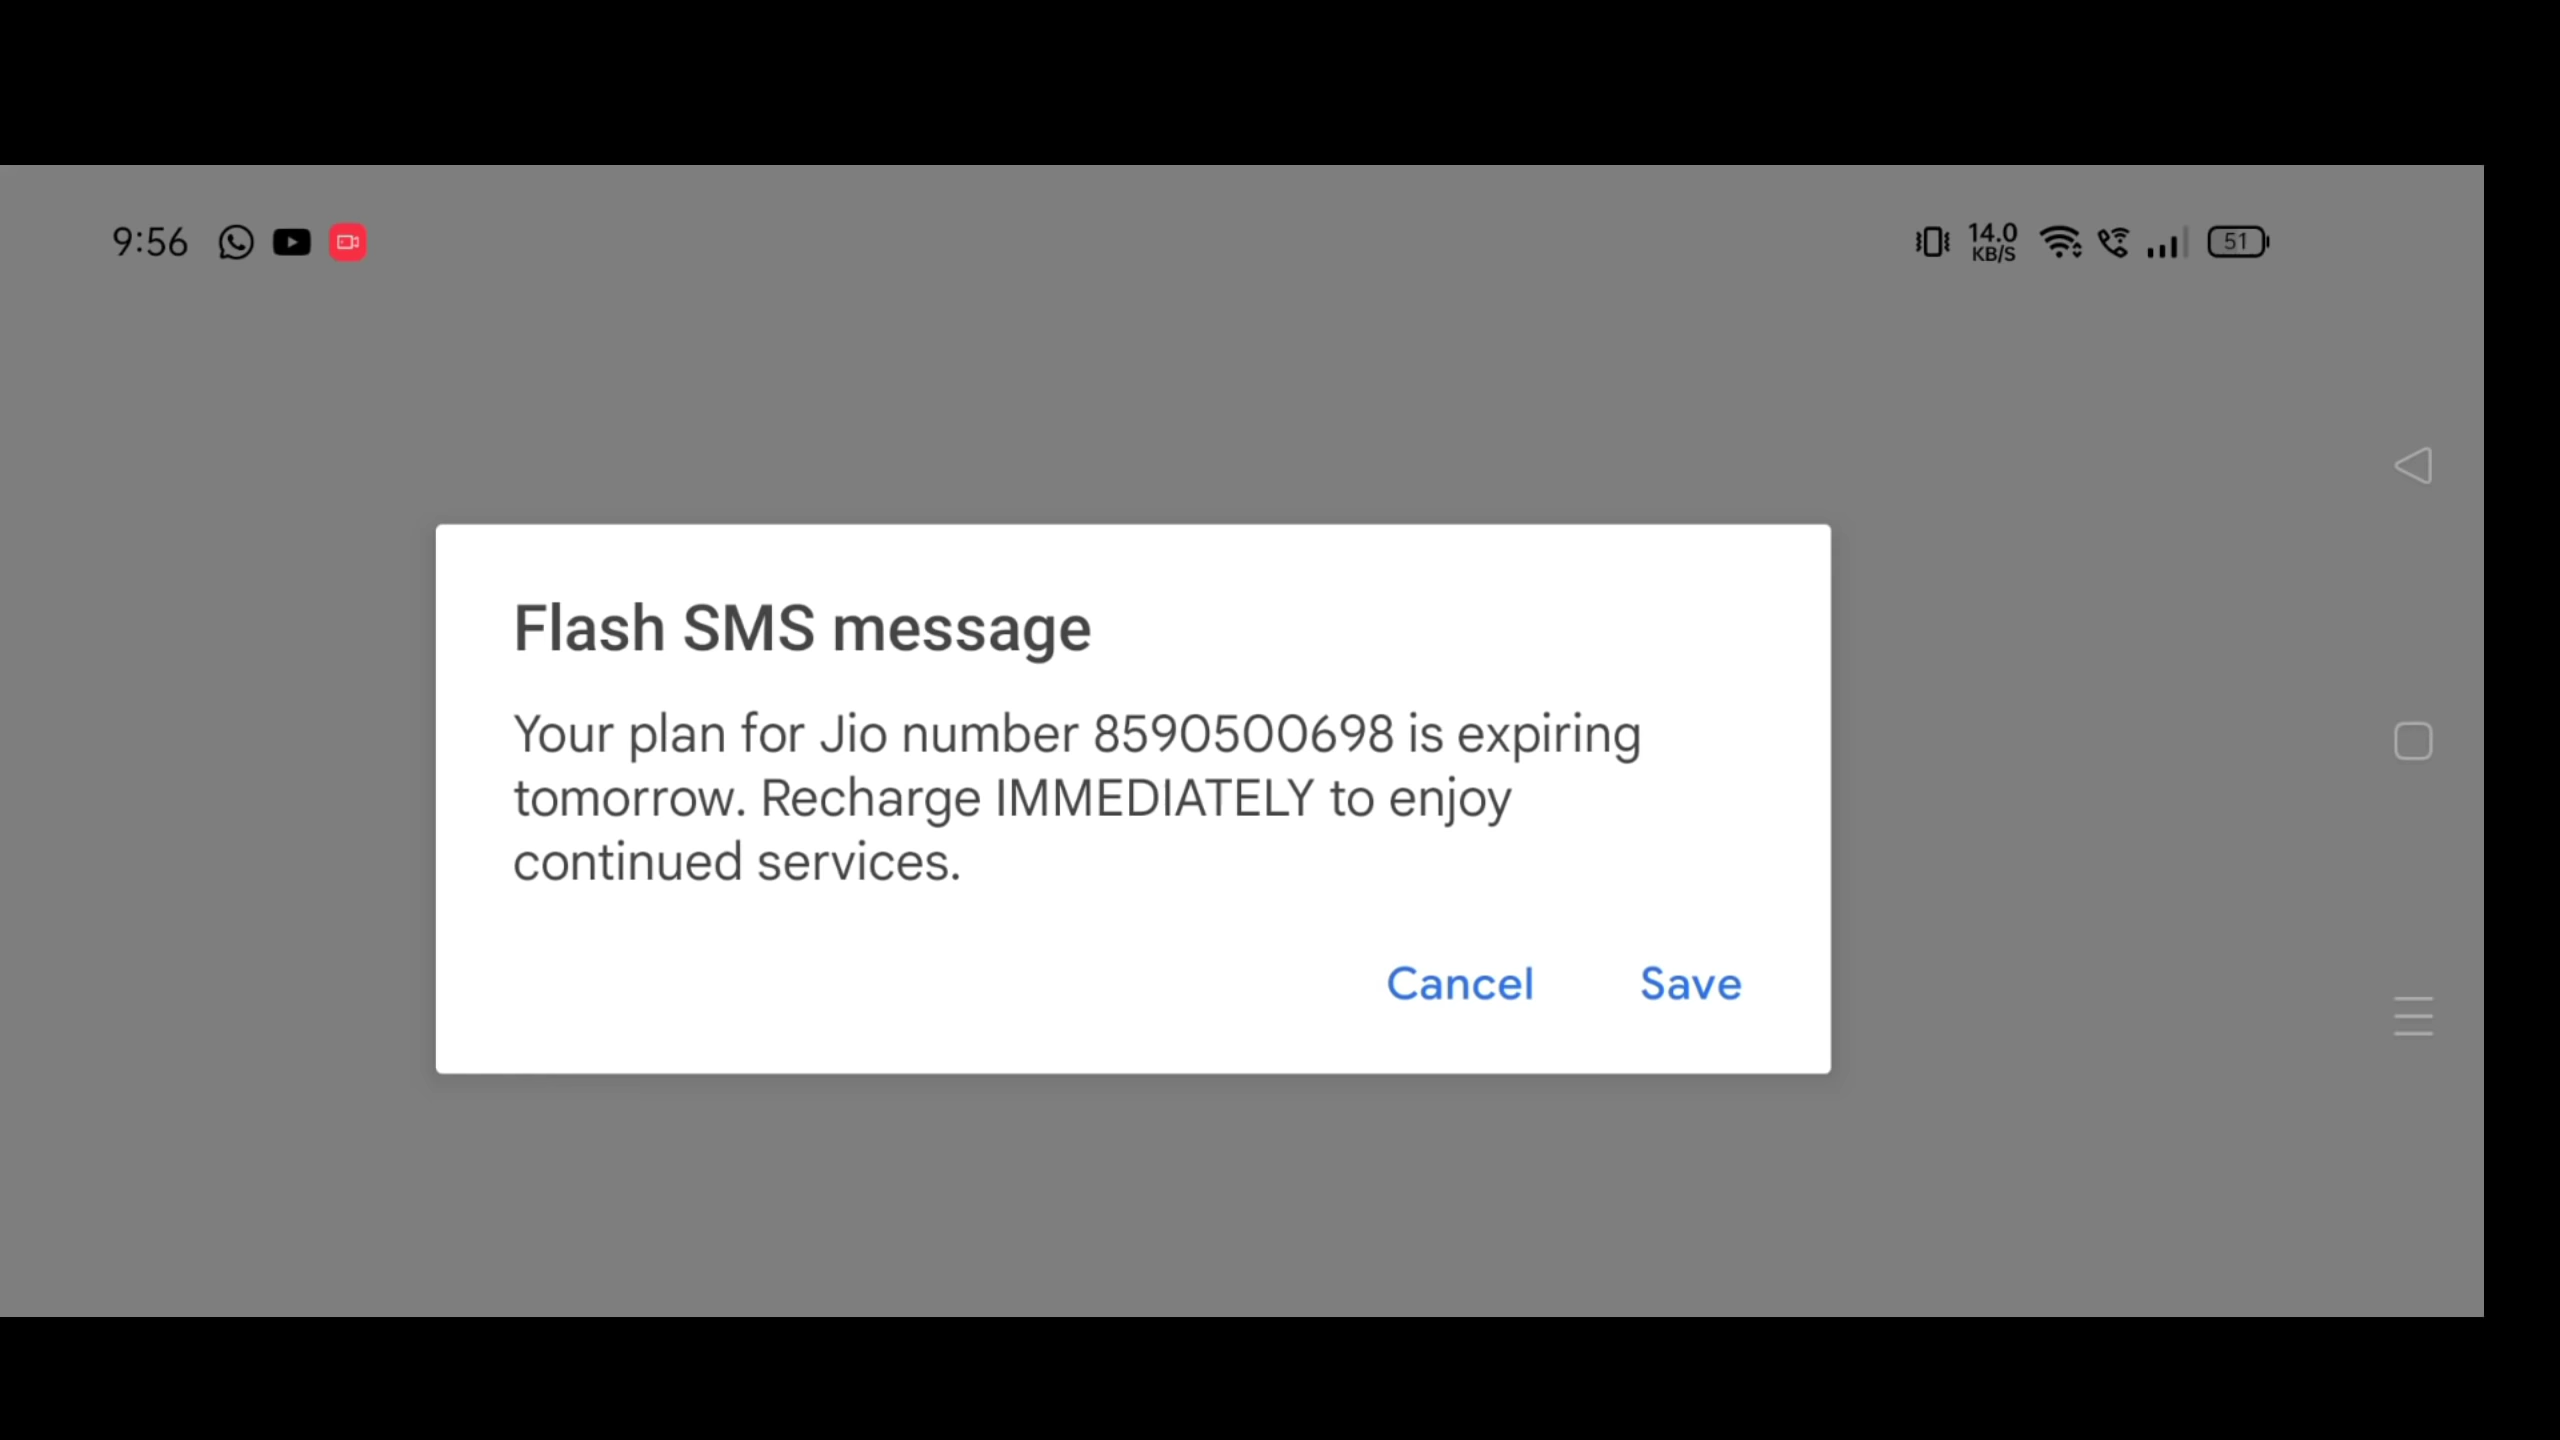 9:56
14.0
KB/S
51
Flash SMS message
Your plan for Jio number 8590500698 is expiring
tomorrow. Recharge IMMEDIATELY to enjoy
continued services.
Cancel Save